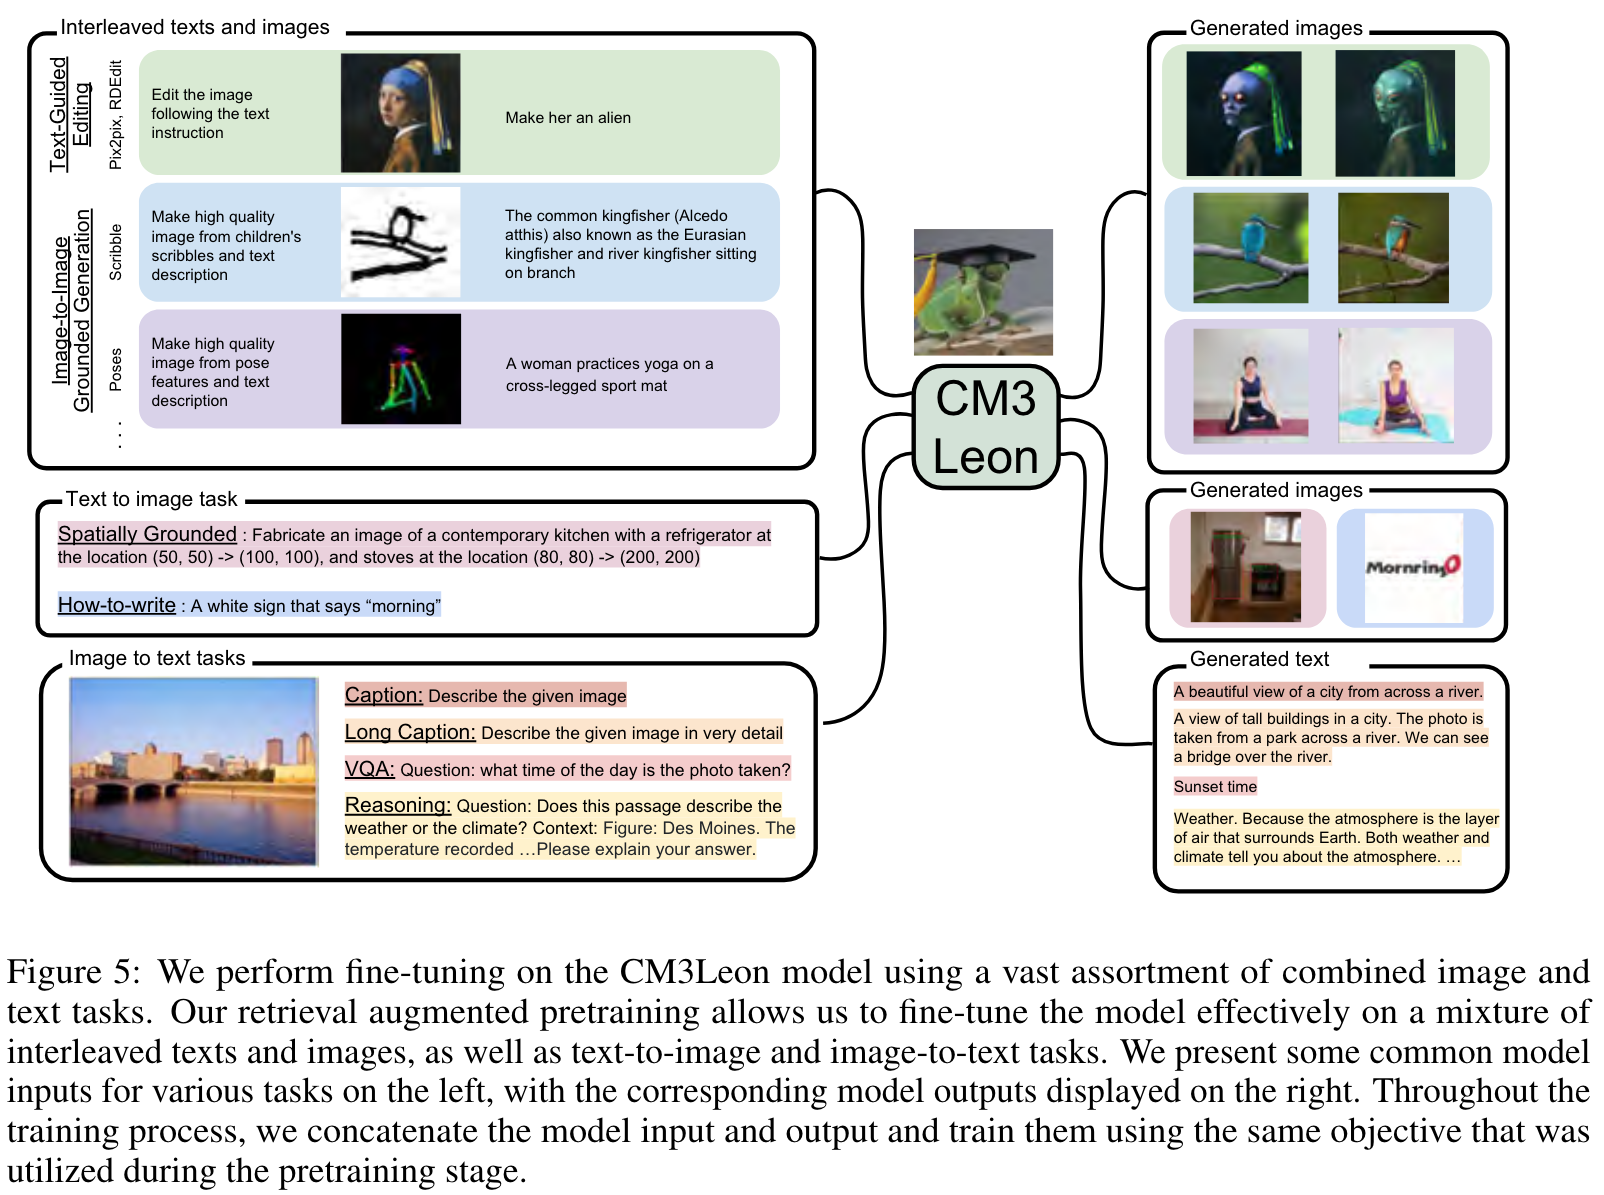 Interleaved texts and images
Text-Guided
Editing
Pix2pix, RDEdit
Edit the image
following the text
instruction
Make her an alien
Image-to-Image
Grounded Generation
Scribble
Make high quality
image from children's
scribbles and text
description
The common kingfisher (Alcedo
atthis) also known as the Eurasian
kingfisher and river kingfisher sitting
on branch
Poses
Make high quality
image from pose
features and text
description
A woman practices yoga on a
cross-legged sport mat
. . .
Text to image task
Spatially Grounded : Fabricate an image of a contemporary kitchen with a refrigerator at
the location (50, 50) -> (100, 100), and stoves at the location (80, 80) -> (200, 200)
How-to-write : A white sign that says “morning”
Image to text tasks
Caption: Describe the given image
Long Caption: Describe the given image in very detail
VQA: Question: what time of the day is the photo taken?
Reasoning: Question: Does this passage describe the
weather or the climate? Context: Figure: Des Moines. The
temperature recorded …Please explain your answer.
CM3
Leon
Generated images
Generated images
Mornring
Generated text
A beautiful view of a city from across a river.
A view of tall buildings in a city. The photo is
taken from a park across a river. We can see
a bridge over the river.
Sunset time
Weather. Because the atmosphere is the layer
of air that surrounds Earth. Both weather and
climate tell you about the atmosphere. …
Figure 5: We perform fine-tuning on the CM3Leon model using a vast assortment of combined image and
text tasks. Our retrieval augmented pretraining allows us to fine-tune the model effectively on a mixture of
interleaved texts and images, as well as text-to-image and image-to-text tasks. We present some common model
inputs for various tasks on the left, with the corresponding model outputs displayed on the right. Throughout the
training process, we concatenate the model input and output and train them using the same objective that was
utilized during the pretraining stage.